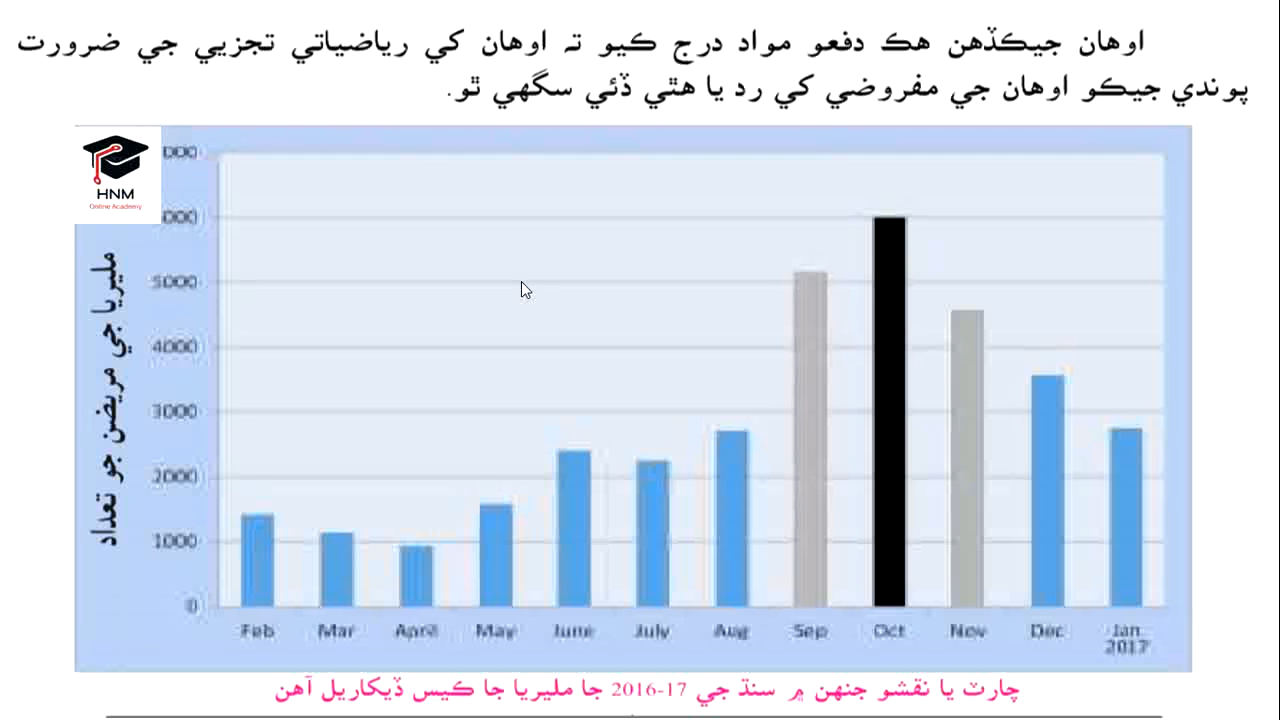 اوهان جيڪڏهن هڪ دفعو مواد درج ڪيو تہ اوهان کي رياضياتي تجزيي جي ضرورت
پوندي جيڪو اوهان جي مفروضي کي رد يا هٿي ڏئي سگهي ٿو.
HNM
Online Academy
مليريا جي مريضن جو تعداد
5000
4000
3000
2000
1000
0
Feb Mar April May June July Aug Sep Oct Nov Dec Jan
2017
چارٽ يا نقشو جنهن ۾ سنڌ جي 17-2016 جا مليريا جا ڪيس ڏيکاريل آهن